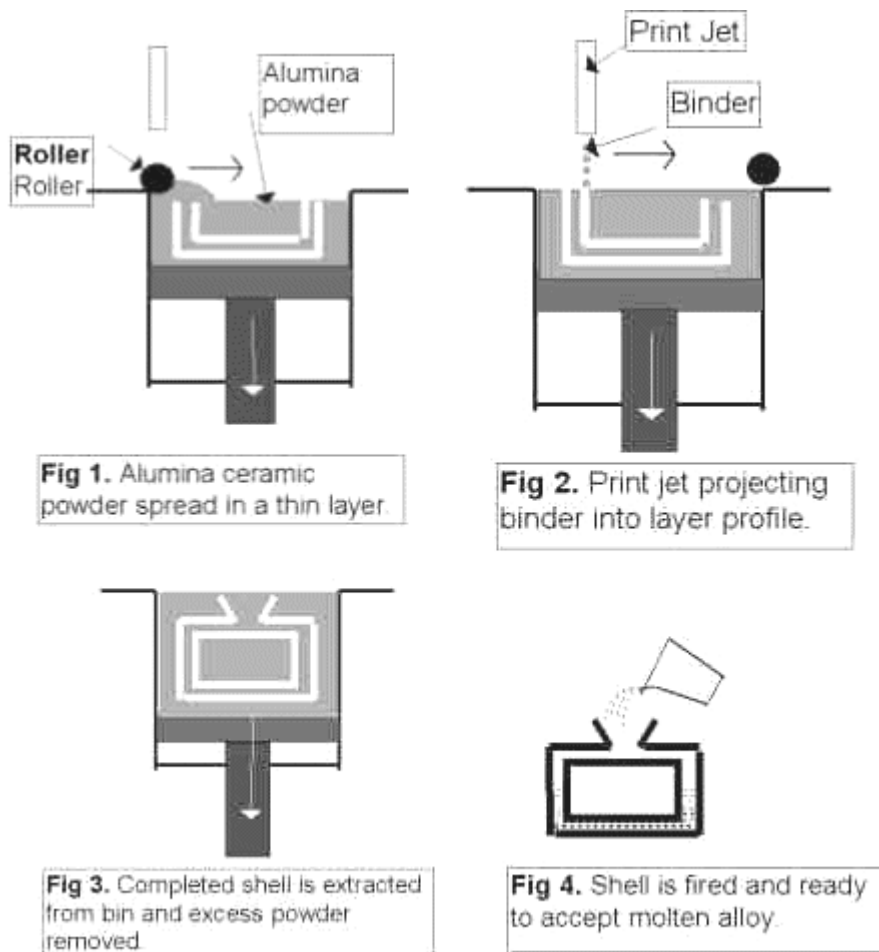 Print Jet
Alumina
powder
Binder
Roller
Roller
Fig 1. Alumina ceramic
powder spread in a thin layer.
Fig 2. Print jet projecting
binder into layer profile.
Fig 3. Completed shell is extracted
from bin and excess powder
removed.
Fig 4. Shell is fired and ready
to accept molten alloy.